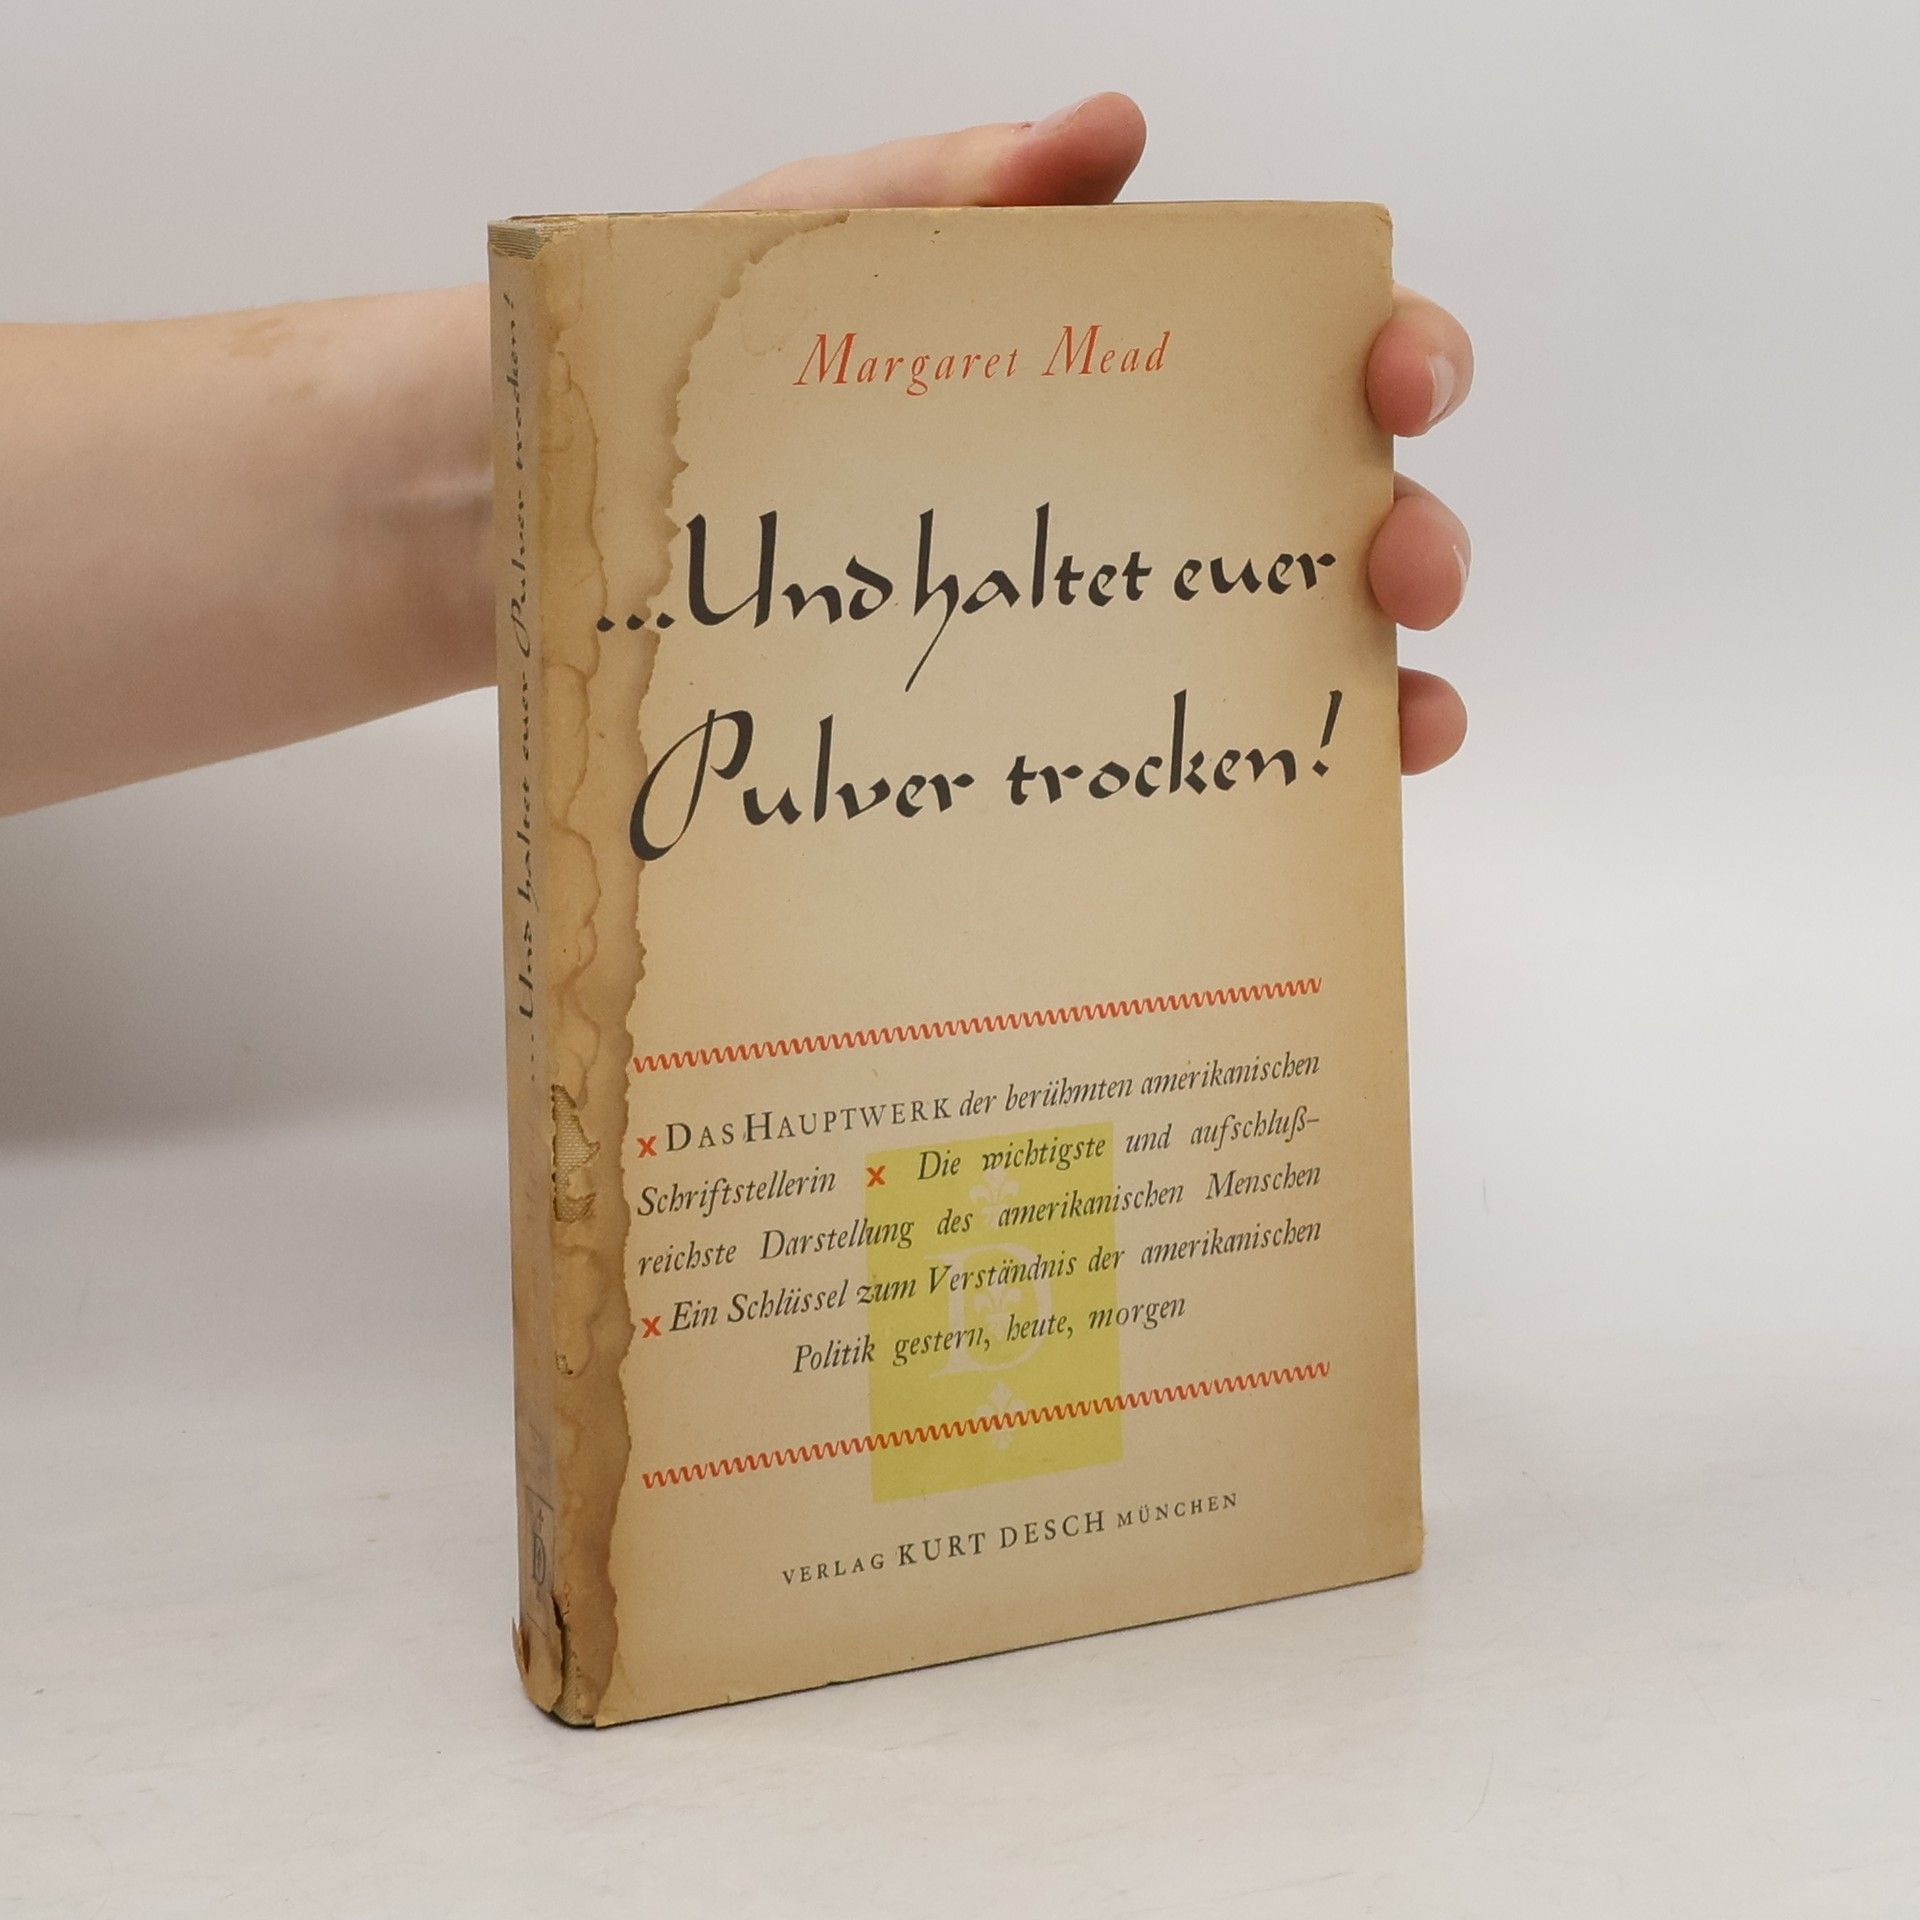 Margaret Mead
...Und haltet euer
Pulver trocken!
x DAS HAUPTWERK der berühmten amerikanischen
Schriftstellerin x Die wichtigste und aufschluß-
reichste Darstellung des amerikanischen Menschen
x Ein Schlüssel zum Verständnis der amerikanischen
Politik gestern, heute, morgen
D
VERLAG KURT DESCH MÜNCHEN
...Und haltet euer Pulver trocken!
D